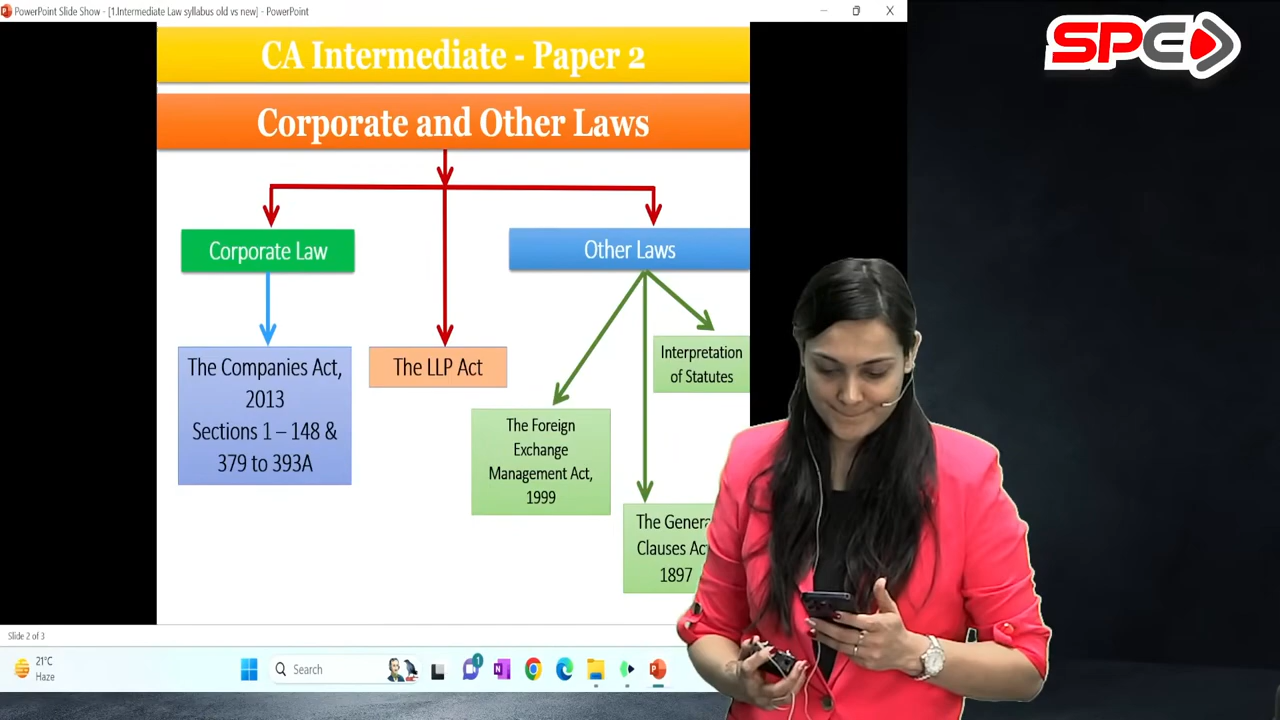 PowerPoint Slide Show - [1.Intermediate Law syllabus old vs new] - PowerPoint
SPC
CA Intermediate - Paper 2
Corporate and Other Laws
Corporate Law
Other Laws
The Companies Act,
2013
Sections 1 – 148 &
379 to 393A
The LLP Act
Interpretation
of Statutes
The Foreign
Exchange
Management Act,
1999
The Genera
Clauses Ac
1897
Slide 2 of 3
21°C
Haze
Search
1